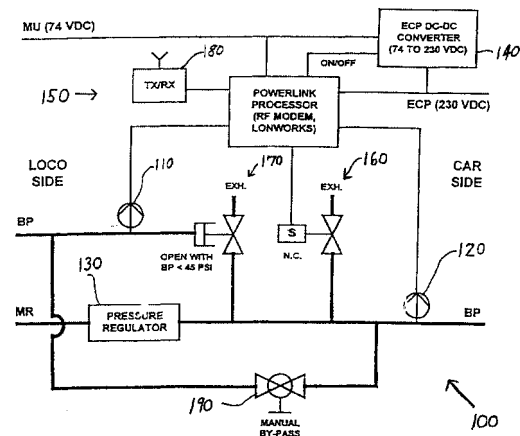 MU (74 VDC)
ECP DC-DC
CONVERTER
(74 TO 230 VDC)
140
180
ON/OFF
TX/RX
150
POWERLINK
PROCESSOR
(RF MODEM,
LONWORKS)
ECP (230 VDC)
LOCO
SIDE
110
170
160
CAR
SIDE
EXH.
EXH.
BP
S
N.C.
OPEN WITH
BP < 45 PSI
120
130
MR
PRESSURE
REGULATOR
BP
190
MANUAL
BY-PASS
100